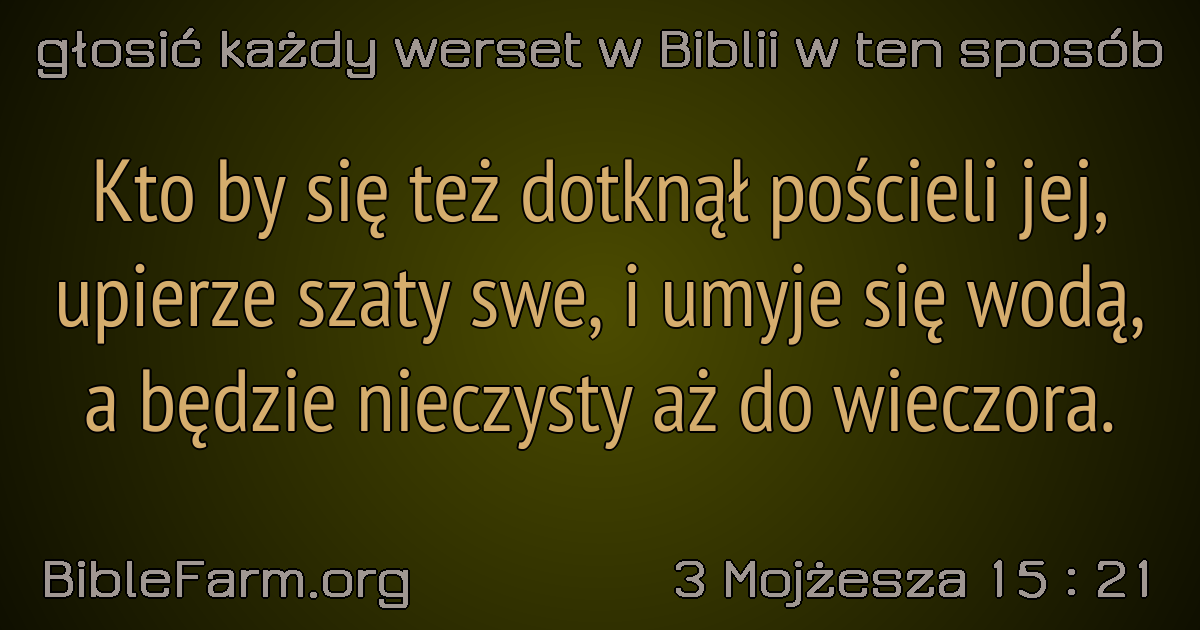 głosić każdy werset w Biblii w ten sposób
Kto by się też dotknął pościeli jej,
upierze szaty swe, i umyje się wodą,
a będzie nieczysty aż do wieczora.
BibleFarm.org
3 Mojżesza 15 : 21